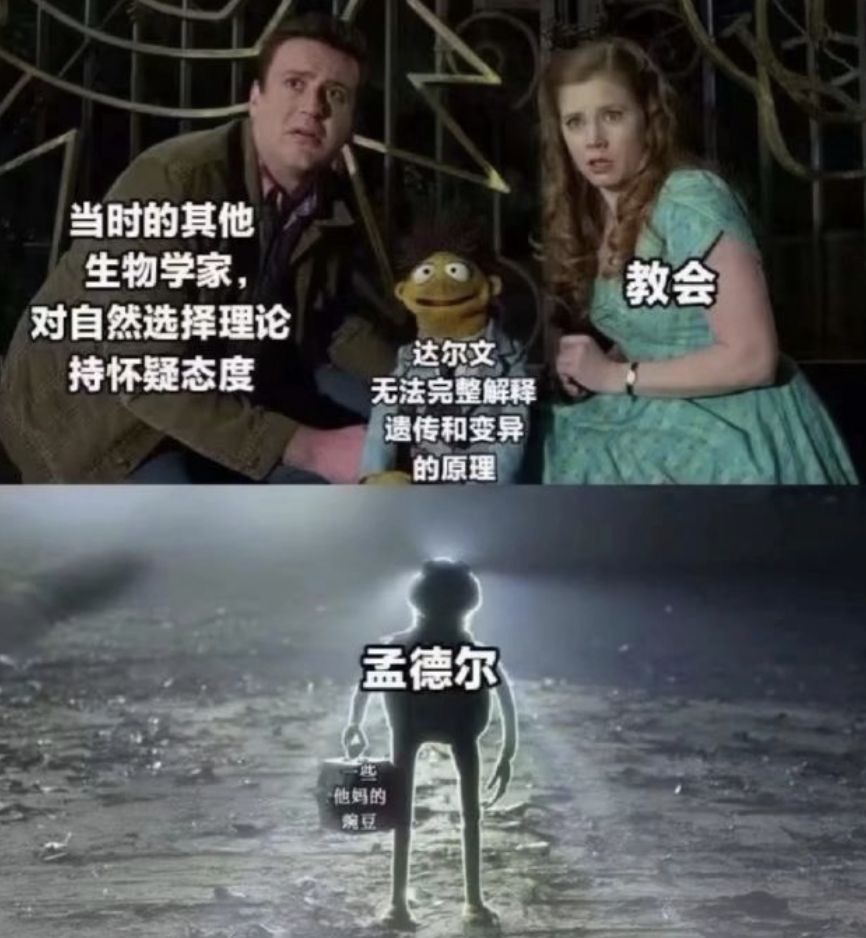 当时的其他
生物学家，
对自然选择理论
持怀疑态度
达尔文
无法完整解释
遗传和变异
的原理
教会
孟德尔
一些
他妈的
豌豆